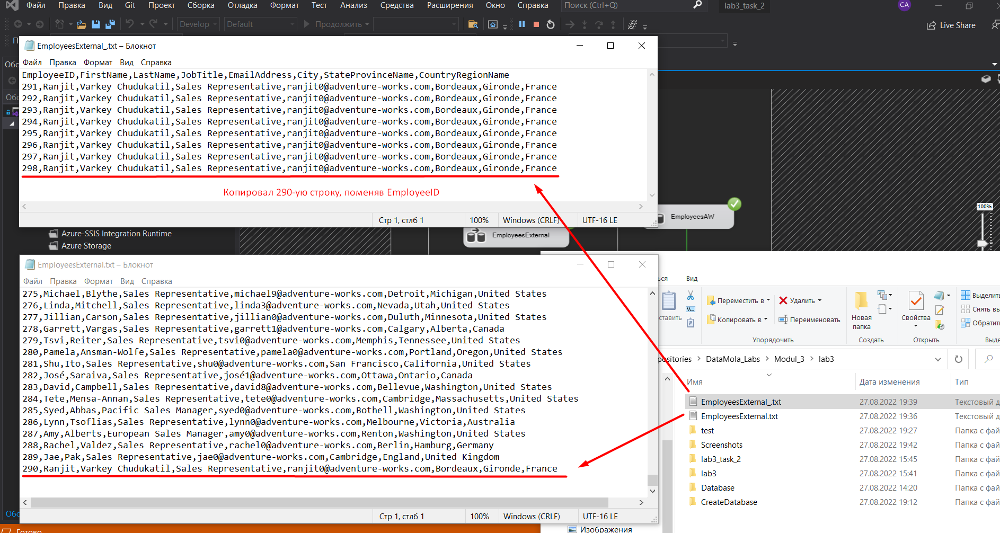 Файл Правка Вид Git Проект Сборка Отладка Формат Тест Анализ Средства Расширения Окно Справка Поиск (Ctrl+Q) lab3_task_2 CA
Develop Default Продолжить Live Share
EmployeesExternal_.txt – Блокнот
Файл Правка Формат Вид Справка
EmployeeID,FirstName,LastName,JobTitle,EmailAddress,City,StateProvinceName,CountryRegionName
291,Ranjit,Varkey Chudukatil,Sales Representative,ranjit0@adventure-works.com,Bordeaux,Gironde,France
292,Ranjit,Varkey Chudukatil,Sales Representative,ranjit0@adventure-works.com,Bordeaux,Gironde,France
293,Ranjit,Varkey Chudukatil,Sales Representative,ranjit0@adventure-works.com,Bordeaux,Gironde,France
294,Ranjit,Varkey Chudukatil,Sales Representative,ranjit0@adventure-works.com,Bordeaux,Gironde,France
295,Ranjit,Varkey Chudukatil,Sales Representative,ranjit0@adventure-works.com,Bordeaux,Gironde,France
296,Ranjit,Varkey Chudukatil,Sales Representative,ranjit0@adventure-works.com,Bordeaux,Gironde,France
297,Ranjit,Varkey Chudukatil,Sales Representative,ranjit0@adventure-works.com,Bordeaux,Gironde,France
298,Ranjit,Varkey Chudukatil,Sales Representative,ranjit0@adventure-works.com,Bordeaux,Gironde,France
Копировал 290-ую строку, поменяв EmployeeID
Стр 1, стлб 1 100% Windows (CRLF) UTF-16 LE
EmployeesAW
100%
EmployeesExternal
Azure-SSIS Integration Runtime
Azure Storage
EmployeesExternal.txt – Блокнот
Файл Правка Формат Вид Справка
275,Michael,Blythe,Sales Representative,michael9@adventure-works.com,Detroit,Michigan,United States
276,Linda,Mitchell,Sales Representative,linda3@adventure-works.com,Nevada,Utah,United States
277,Jillian,Carson,Sales Representative,jillian0@adventure-works.com,Duluth,Minnesota,United States
278,Garrett,Vargas,Sales Representative,garrett1@adventure-works.com,Calgary,Alberta,Canada
279,Tsvi,Reiter,Sales Representative,tsvi0@adventure-works.com,Memphis,Tennessee,United States
280,Pamela,Ansman-Wolfe,Sales Representative,pamela0@adventure-works.com,Portland,Oregon,United States
281,Shu,Ito,Sales Representative,shu0@adventure-works.com,San Francisco,California,United States
282,José,Saraiva,Sales Representative,josé1@adventure-works.com,Ottawa,Ontario,Canada
283,David,Campbell,Sales Representative,david8@adventure-works.com,Bellevue,Washington,United States
284,Tete,Mensa-Annan,Sales Representative,tete0@adventure-works.com,Cambridge,Massachusetts,United States
285,Syed,Abbas,Pacific Sales Manager,syed0@adventure-works.com,Bothell,Washington,United States
286,Lynn,Tsoflias,Sales Representative,lynn0@adventure-works.com,Melbourne,Victoria,Australia
287,Amy,Alberts,European Sales Manager,amy0@adventure-works.com,Renton,Washington,United States
288,Rachel,Valdez,Sales Representative,rachel0@adventure-works.com,Berlin,Hamburg,Germany
289,Jae,Pak,Sales Representative,jae0@adventure-works.com,Cambridge,England,United Kingdom
290,Ranjit,Varkey Chudukatil,Sales Representative,ranjit0@adventure-works.com,Bordeaux,Gironde,France
Стр 1, стлб 1 100% Windows (CRLF) UTF-16 LE
Готово
ься Вид
ставить
Переместить в Удалить
Копировать в Переименовать
Новая папка
Свойства
Выделить
Снять вы
Обратит
Упорядочить Создать Открыть Выде
ositories DataMola_Labs Modul_3 lab3
Имя Дата изменения Тип
EmployeesExternal_.txt 27.08.2022 19:39 Текстовый д
EmployeesExternal.txt 27.08.2022 19:36 Текстовый д
test 27.08.2022 19:27 Папка с фай
Screenshots 27.08.2022 19:42 Папка с фай
lab3_task_2 27.08.2022 15:45 Папка с фай
lab3 27.08.2022 15:41 Папка с фай
Database 27.08.2022 14:20 Папка с фай
CreateDatabase 27.08.2022 19:12 Папка с фай
Изображения